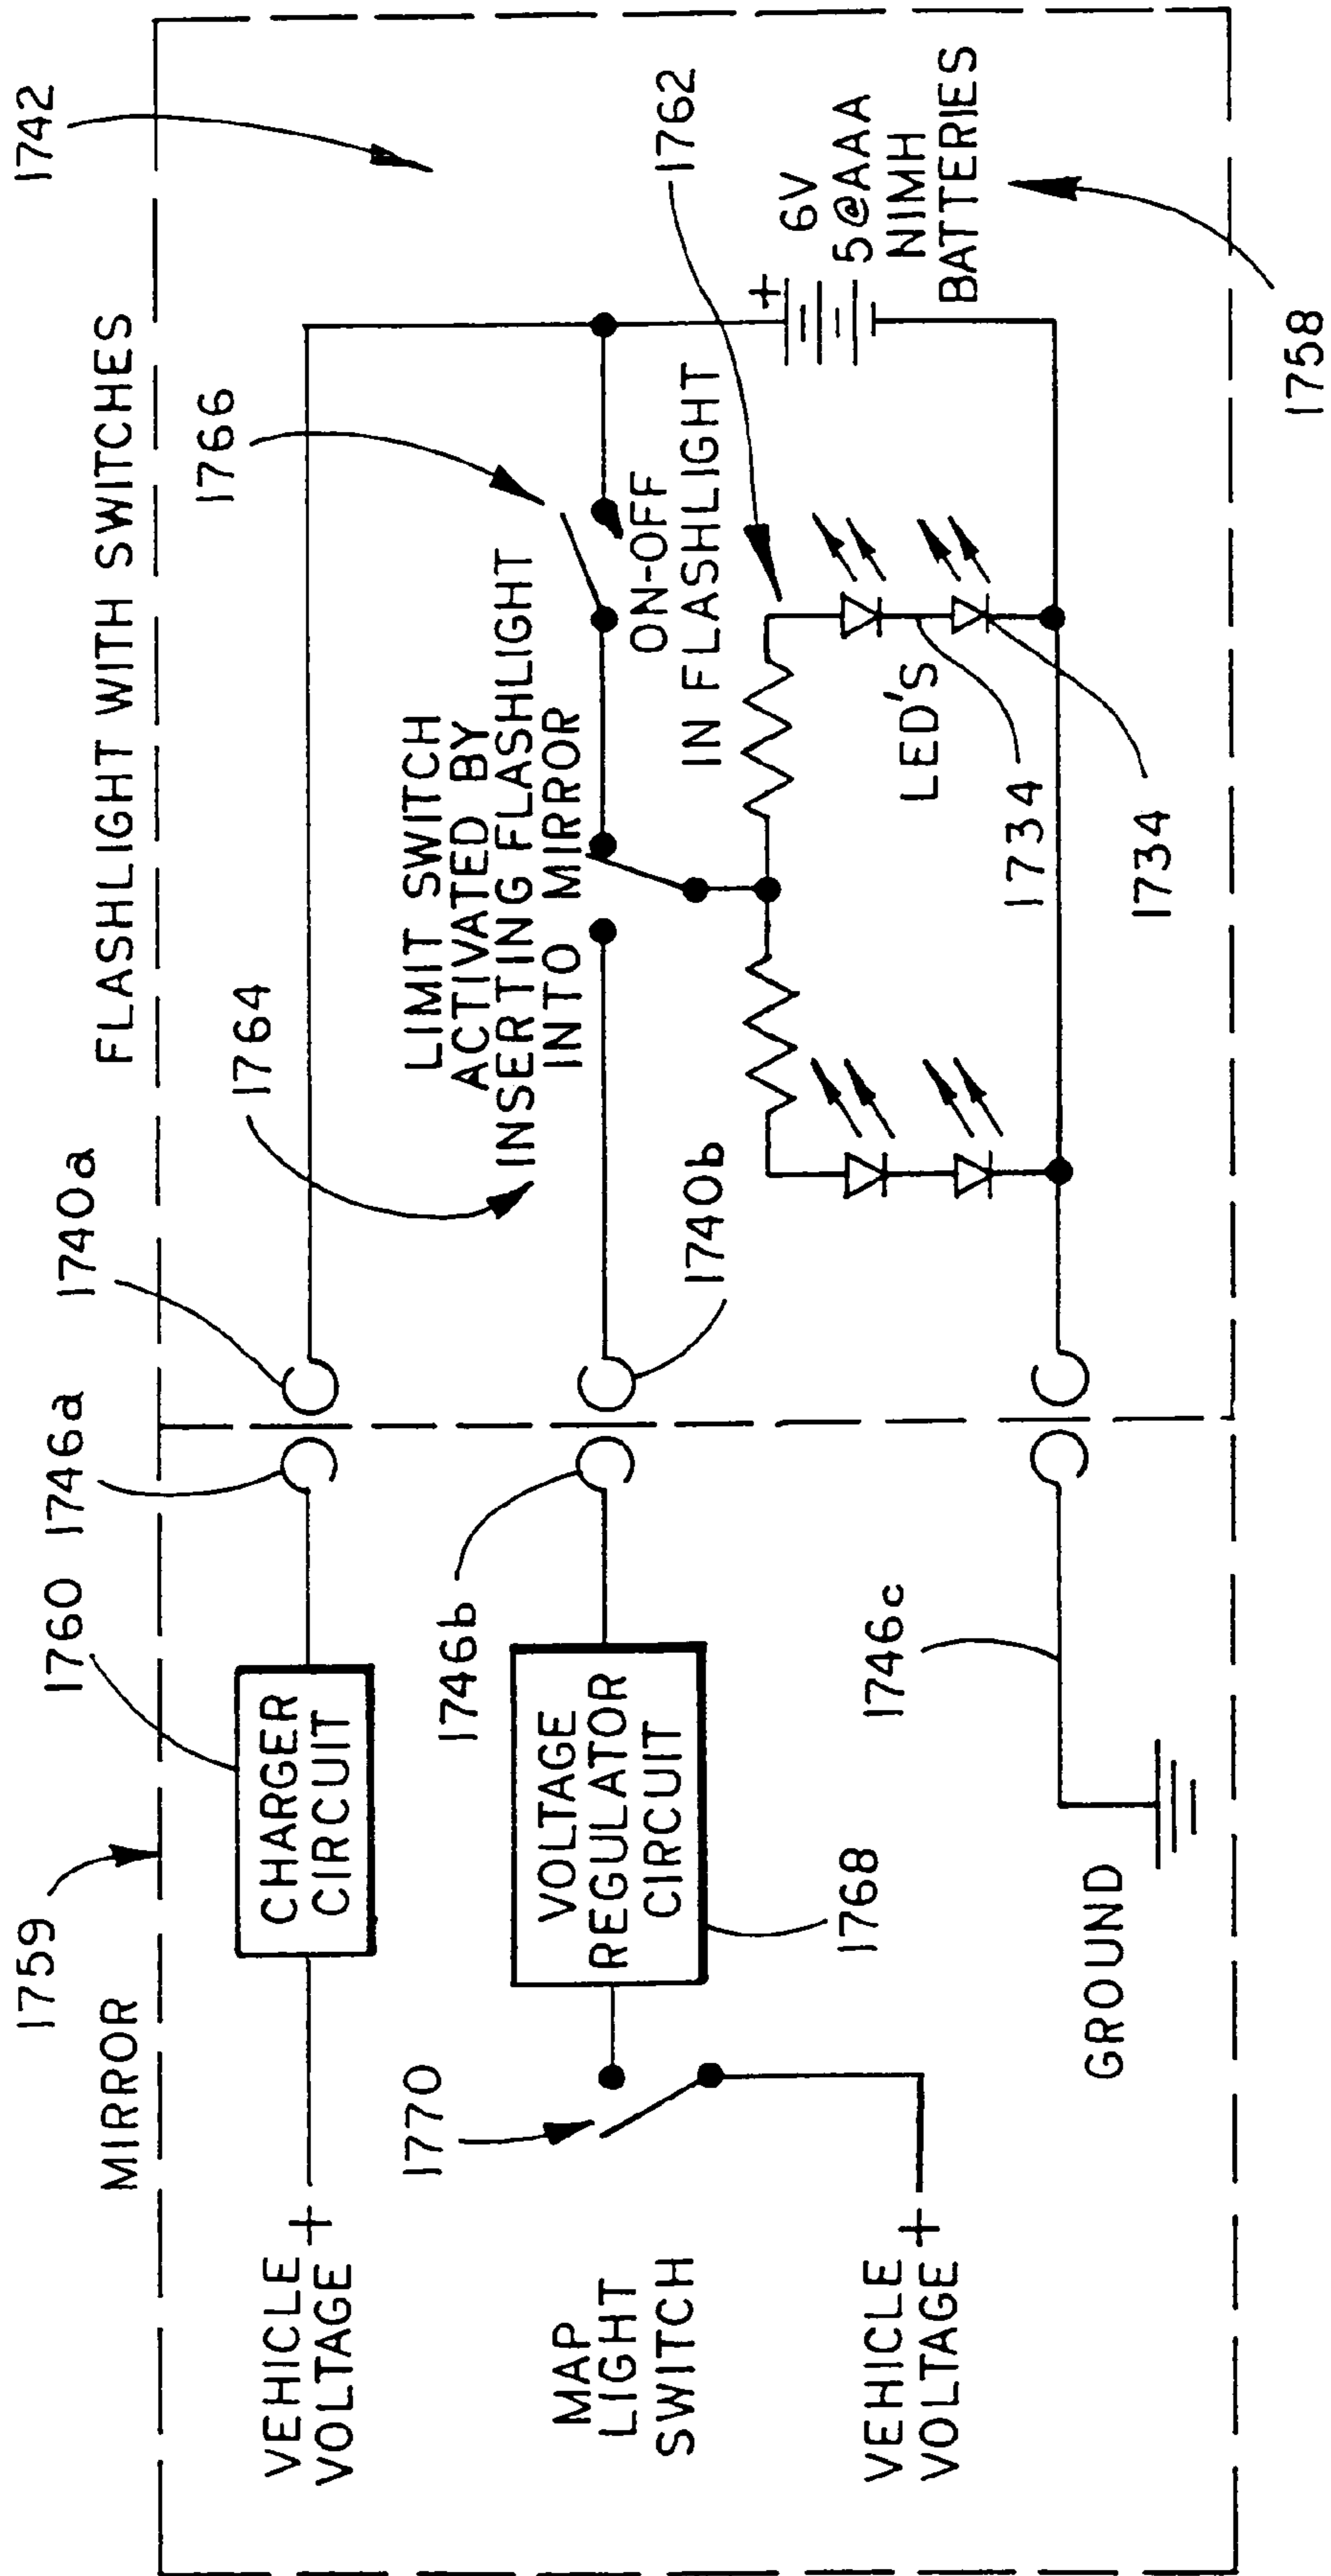 FLASHLIGHT WITH SWITCHES
1742
MIRROR
1759
1760
1746a
1740a
1764
1766
VEHICLE
VOLTAGE
+
CHARGER
CIRCUIT
LIMIT SWITCH
ACTIVATED BY
INSERTING FLASHLIGHT
INTO MIRROR
1770
1746b
MAP
LIGHT
SWITCH
VOLTAGE
REGULATOR
CIRCUIT
1740b
ON-OFF
IN FLASHLIGHT
1762
+
6V
5@AAA
NIMH
BATTERIES
1768
1746c
VEHICLE
VOLTAGE
+
LED'S
1734
1734
GROUND
1758